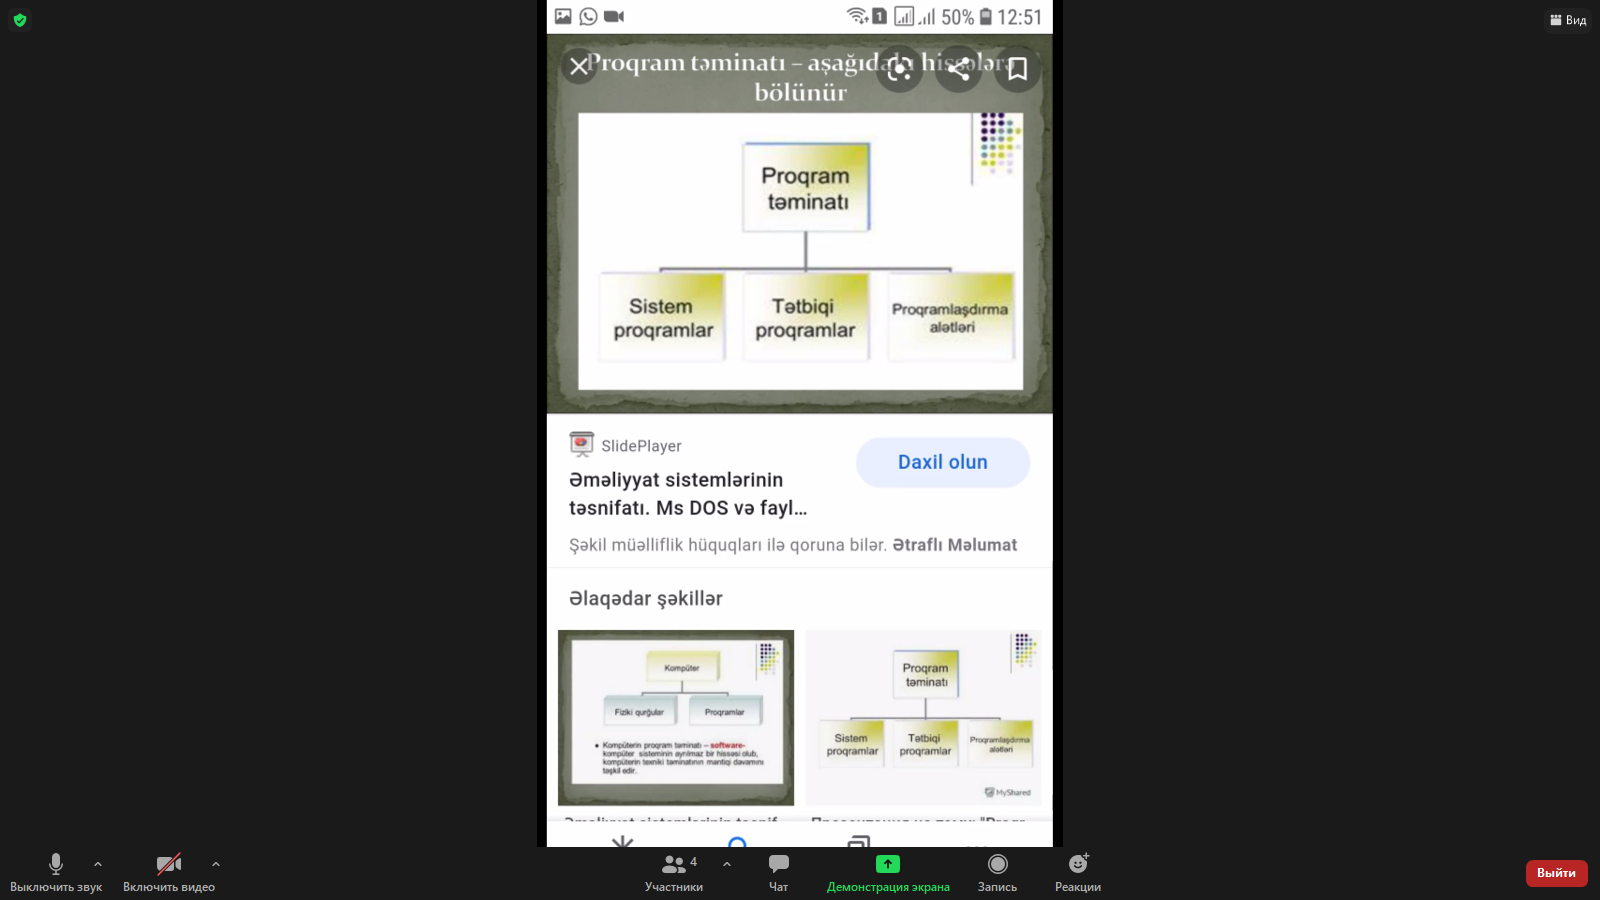 Вид
50% 12:51
Proqram təminatı – aşağıdakı hissələrə
bölünür
Proqram
təminatı
Sistem
proqramlar
Tətbiqi
proqramlar
Proqramlaşdırma
alətləri
SlidePlayer
Daxil olun
Əməliyyat sistemlərinin
təsnifatı. Ms DOS və fayl...
Şəkil müəlliflik hüquqları ilə qoruna bilər. Ətraflı Məlumat
Əlaqədar şəkillər
Kompüter
Fiziki qurğular
Proqramlar
• Kompüterin proqram təminatı – software-
kompüter sisteminin ayrılmaz bir hissəsi olub,
kompüterin texniki təminatının məntiqi davamını
təşkil edir.
Proqram
təminatı
Sistem
proqramlar
Tətbiqi
proqramlar
Proqramlaşdırma
alətləri
MyShared
Выключить звук
Включить видео
4
Участники
Чат
Демонстрация экрана
Запись
Реакции
Выйти